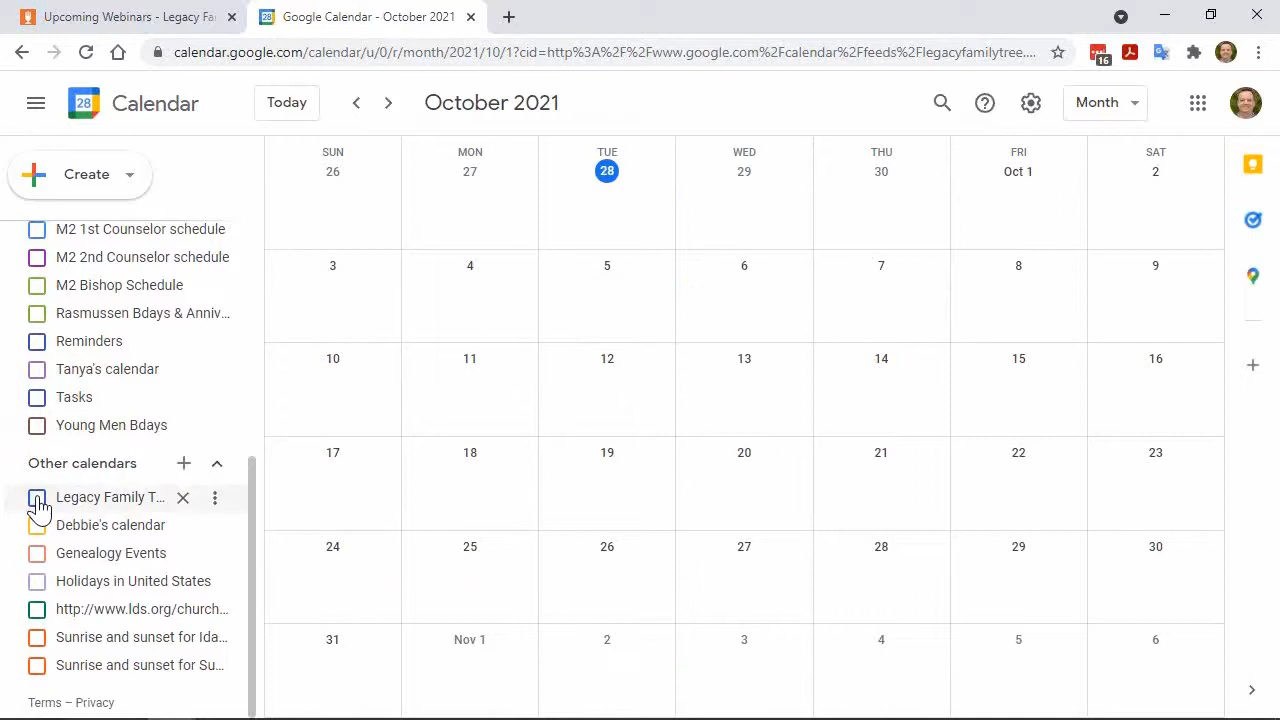 Upcoming Webinars - Legacy Fa
Google Calendar - October 2021
calendar.google.com/calendar/u/0/r/month/2021/10/1?cid=http%3A%2F%2Fwww.google.com%2Fcalendar%2Ffeeds%2Flegacyfamilytree....
16
28
Calendar
Today
October 2021
Month
Create
SUN MON TUE WED THU FRI SAT
26 27 28 29 30 Oct 1 2
3 4 5 6 7 8 9
10 11 12 13 14 15 16
17 18 19 20 21 22 23
24 25 26 27 28 29 30
31 Nov 1 2 3 4 5 6
M2 1st Counselor schedule
M2 2nd Counselor schedule
M2 Bishop Schedule
Rasmussen Bdays & Anniv...
Reminders
Tanya's calendar
Tasks
Young Men Bdays
Other calendars
Legacy Family T...
Debbie's calendar
Genealogy Events
Holidays in United States
http://www.lds.org/church...
Sunrise and sunset for Ida...
Sunrise and sunset for Su...
Terms – Privacy